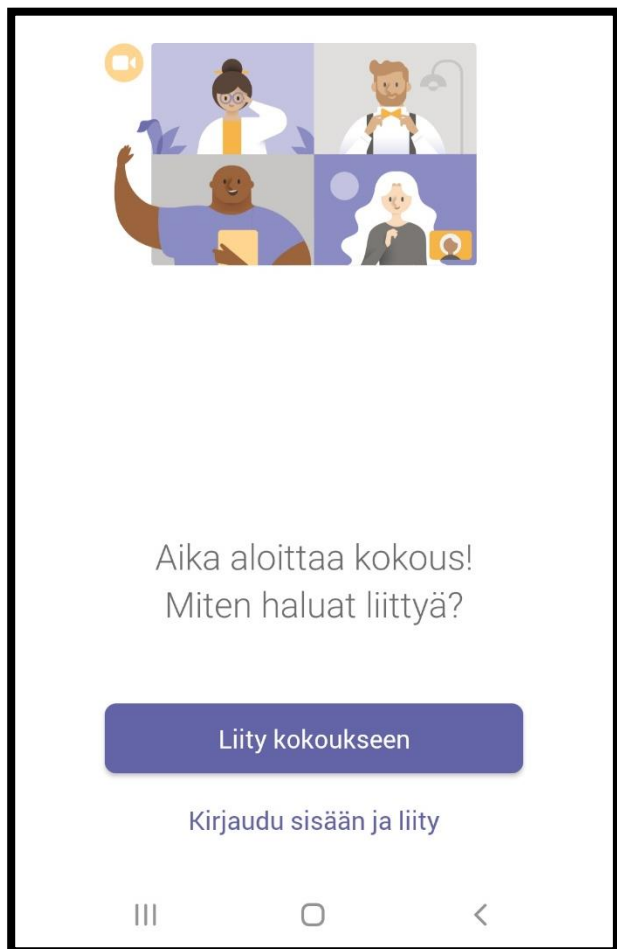 Aika aloittaa kokous!
Miten haluat liittyä?
Liity kokoukseen
Kirjaudu sisään ja liity